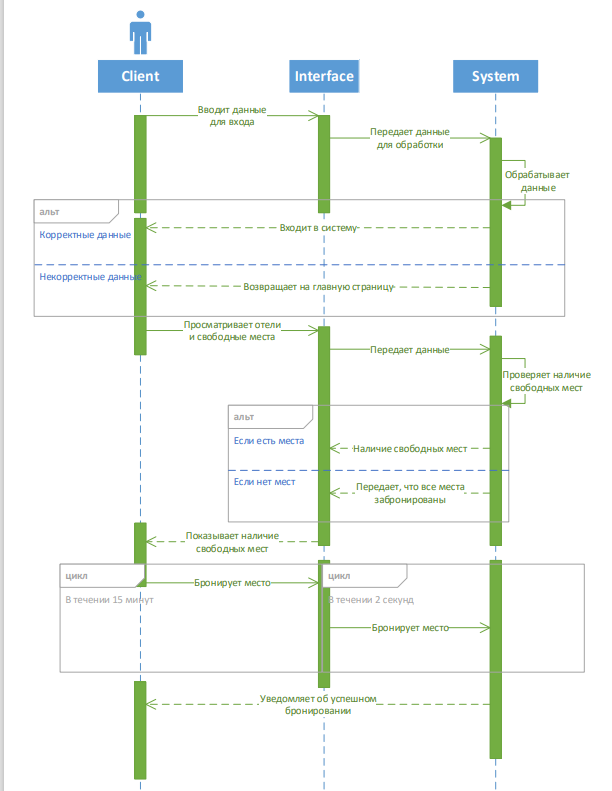 Client
Interface
System
Вводит данные
для входа
Передает данные
для обработки
Обрабатывает
данные
альт
Корректные данные
Входит в систему
Некорректные данные
Возвращает на главную страницу
Просматривает отели
и свободные места
Передает данные
Проверяет наличие
свободных мест
альт
Если есть места
Наличие свободных мест
Если нет мест
Передает, что все места
забронированы
Показывает наличие
свободных мест
цикл
В течении 15 минут
Бронирует место
цикл
В течении 2 секунд
Бронирует место
Уведомляет об успешном
бронировании